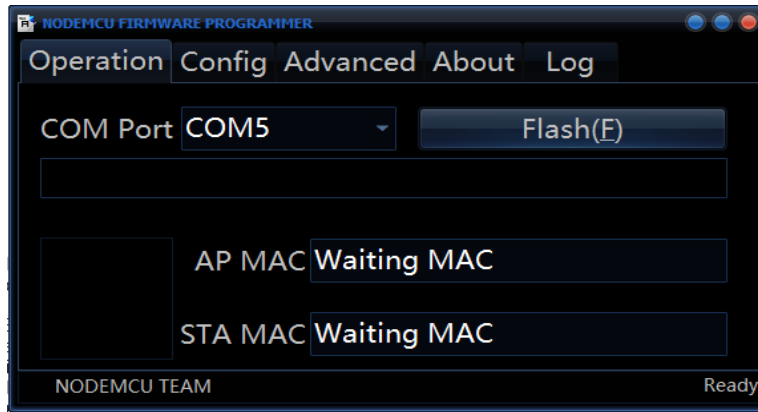 NODEMCU FIRMWARE PROGRAMMER
Operation Config Advanced About Log
COM Port COM5 Flash(F)
AP MAC Waiting MAC
STA MAC Waiting MAC
NODEMCU TEAM Ready